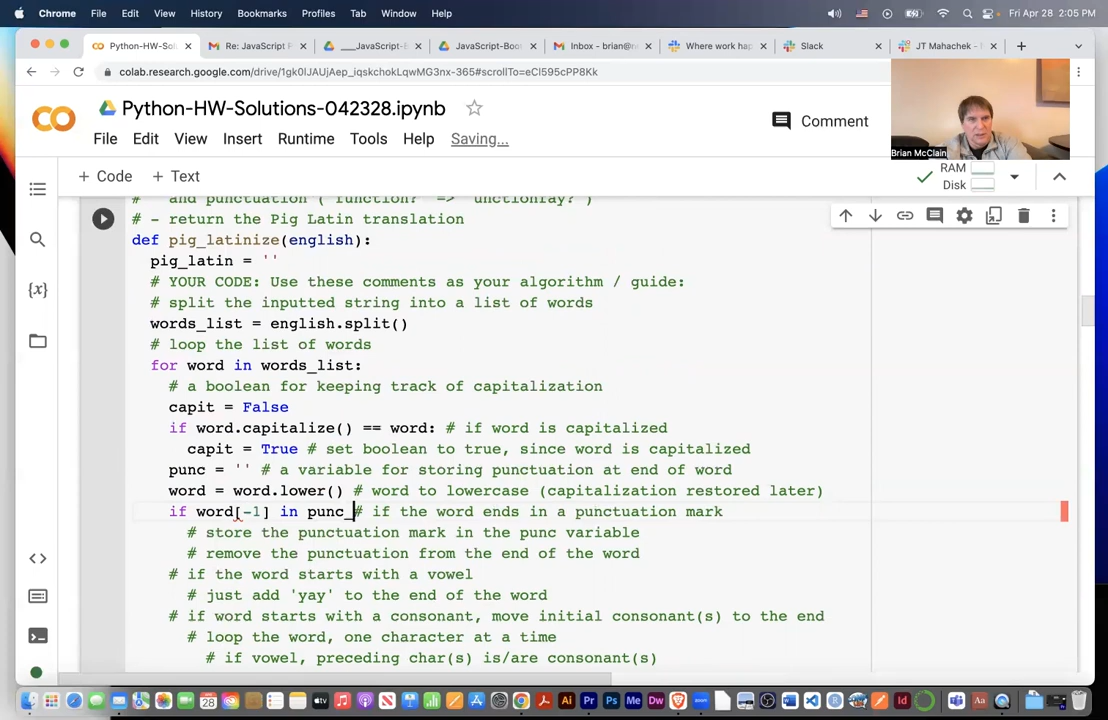 Chrome File Edit View History Bookmarks Profiles Tab Window Help Fri Apr 28 2:05 PM
Python-HW-Solutions Re: JavaScript F ___JavaScript-E JavaScript-Boo Inbox - brian@r Where work hap Slack JT Mahachek
colab.research.google.com/drive/1gk0lJAUjAep_iqskchokLqwMG3nx-365#scrollTo=eCl595cPP8Kk
Python-HW-Solutions-042328.ipynb
File Edit View Insert Runtime Tools Help Saving...
Comment
Brian McClain
+ Code + Text
RAM
Disk
# and punctuation ('function?' => 'unctionfay?')
# - return the Pig Latin translation
def pig_latinize(english):
pig_latin = ''
# YOUR CODE: Use these comments as your algorithm / guide:
# split the inputted string into a list of words
words_list = english.split()
# loop the list of words
for word in words_list:
# a boolean for keeping track of capitalization
capit = False
if word.capitalize() == word: # if word is capitalized
capit = True # set boolean to true, since word is capitalized
punc = '' # a variable for storing punctuation at end of word
word = word.lower() # word to lowercase (capitalization restored later)
if word[-1] in punc_# if the word ends in a punctuation mark
# store the punctuation mark in the punc variable
# remove the punctuation from the end of the word
# if the word starts with a vowel
# just add 'yay' to the end of the word
# if word starts with a consonant, move initial consonant(s) to the end
# loop the word, one character at a time
# if vowel, preceding char(s) is/are consonant(s)